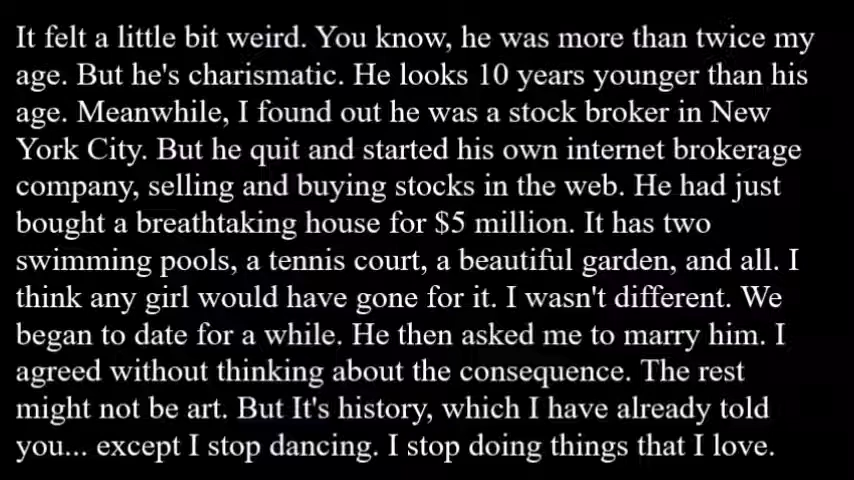 It felt a little bit weird. You know, he was more than twice my
age. But he's charismatic. He looks 10 years younger than his
age. Meanwhile, I found out he was a stock broker in New
York City. But he quit and started his own internet brokerage
company, selling and buying stocks in the web. He had just
bought a breathtaking house for $5 million. It has two
swimming pools, a tennis court, a beautiful garden, and all. I
think any girl would have gone for it. I wasn't different. We
began to date for a while. He then asked me to marry him. I
agreed without thinking about the consequence. The rest
might not be art. But It's history, which I have already told
you... except I stop dancing. I stop doing things that I love.